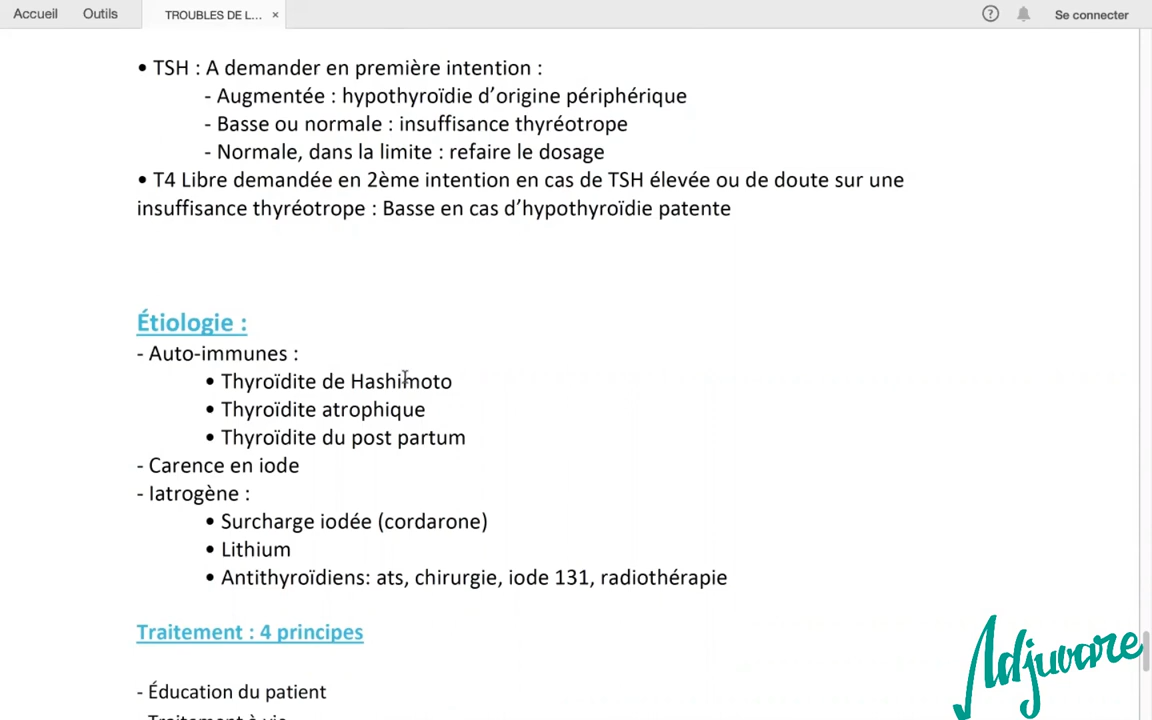 Accueil Outils TROUBLES DE L... × ? Se connecter
• TSH : A demander en première intention :
- Augmentée : hypothyroïdie d’origine périphérique
- Basse ou normale : insuffisance thyréotrope
- Normale, dans la limite : refaire le dosage
• T4 Libre demandée en 2ème intention en cas de TSH élevée ou de doute sur une
insuffisance thyréotrope : Basse en cas d’hypothyroïdie patente
Étiologie :
- Auto-immunes :
• Thyroïdite de Hashimoto
• Thyroïdite atrophique
• Thyroïdite du post partum
- Carence en iode
- Iatrogène :
• Surcharge iodée (cordarone)
• Lithium
• Antithyroïdiens: ats, chirurgie, iode 131, radiothérapie
Traitement : 4 principes
- Éducation du patient
- Traitement à vie
Adjuvare